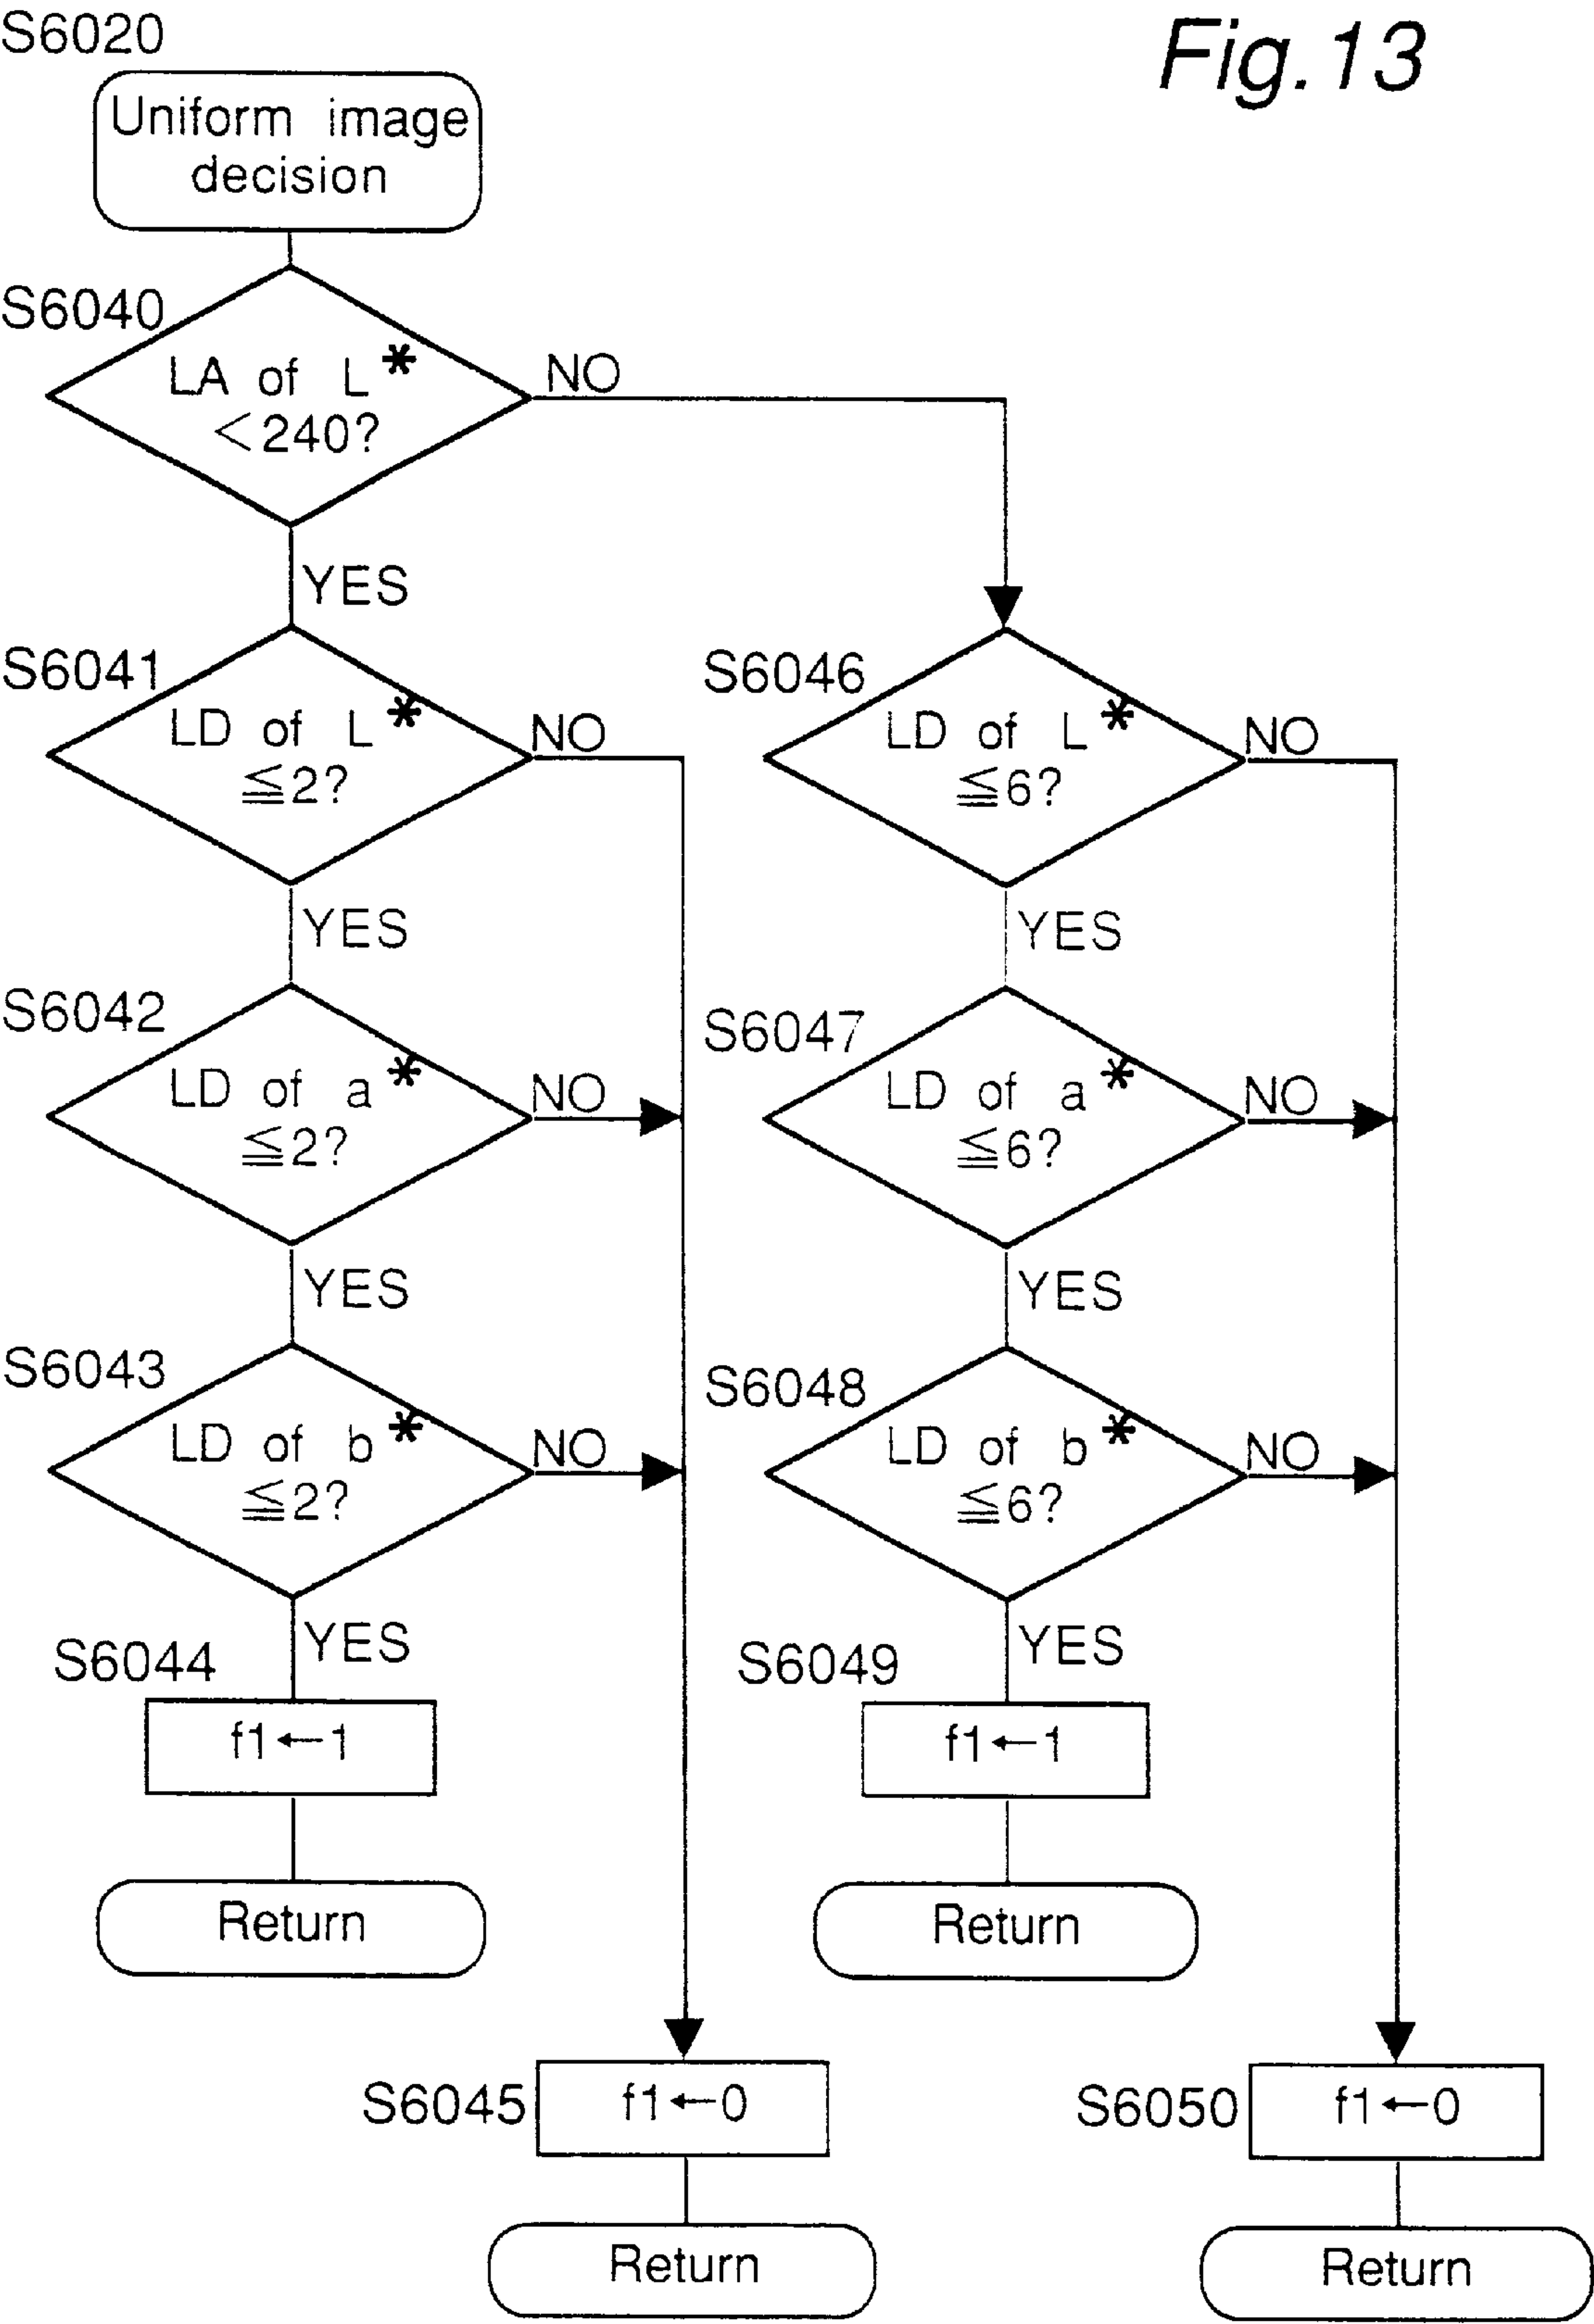 S6020
Fig.13
Uniform image
decision
S6040
LA of L*
<240?
NO
YES
S6041
LD of L*
≦2?
NO
YES
S6042
LD of a*
≦2?
NO
YES
S6043
LD of b*
≦2?
NO
YES
S6044
f1←1
Return
S6045
f1←0
Return
S6046
LD of L*
≦6?
NO
YES
S6047
LD of a*
≦6?
NO
YES
S6048
LD of b*
≦6?
NO
YES
S6049
f1←1
Return
S6050
f1←0
Return